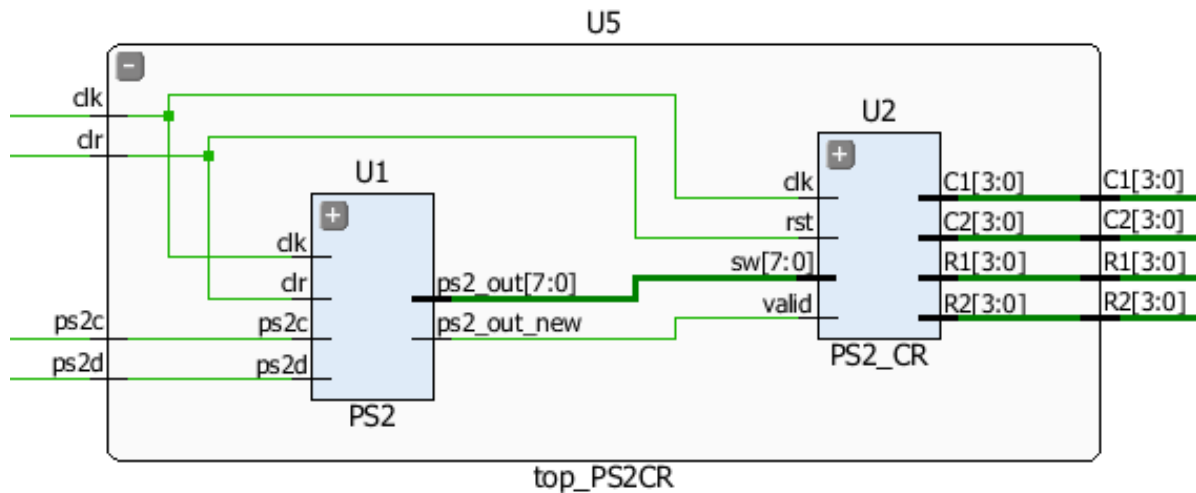 U5
clk
clr
U1
clk
clr
ps2c
ps2d
ps2c
ps2d
ps2_out[7:0]
ps2_out_new
PS2
U2
clk
rst
sw[7:0]
valid
C1[3:0]
C2[3:0]
R1[3:0]
R2[3:0]
PS2_CR
C1[3:0]
C2[3:0]
R1[3:0]
R2[3:0]
top_PS2CR